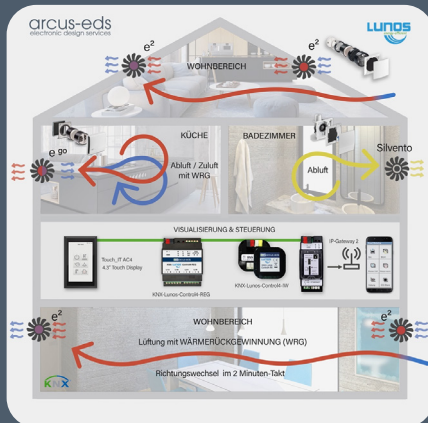 arcus-eds
electronic design services
LUNOS
e²
WOHNBEREICH
e²
KÜCHE
BADEZIMMER
e go
Abluft / Zuluft
mit WRG
Abluft
Silvento
VISUALISIERUNG & STEUERUNG
IP-Gateway 2
Touch_IT AC4
4,3" Touch Display
KNX-Lunos-Control4-REG
KNX-Lunos-Control4-IW
e²
WOHNBEREICH
e²
Lüftung mit WÄRMERÜCKGEWINNUNG (WRG)
Richtungswechsel im 2 Minuten-Takt
KNX